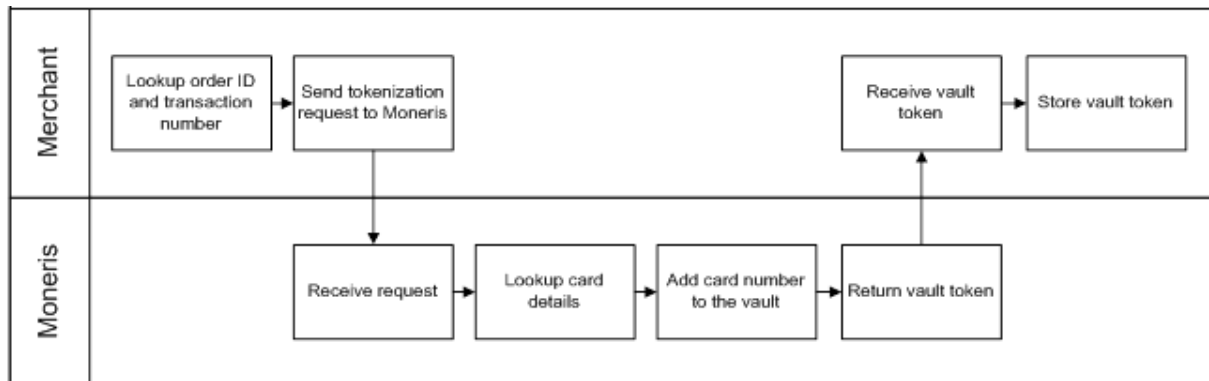 Merchant
Lookup order ID
and transaction
number
Send tokenization
request to Moneris
Receive vault
token
Store vault token
Moneris
Receive request
Lookup card
details
Add card number
to the vault
Return vault token